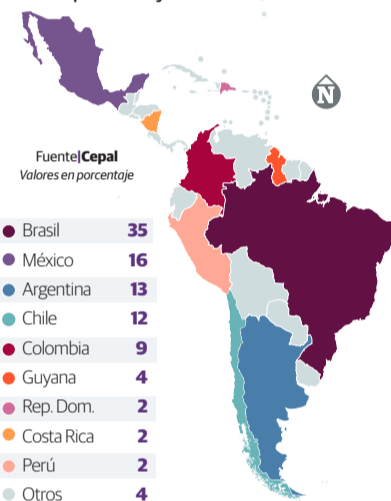 N
Fuente|Cepal
Valores en porcentaje
Brasil 35
México 16
Argentina 13
Chile 12
Colombia 9
Guyana 4
Rep. Dom. 2
Costa Rica 2
Perú 2
Otros 4